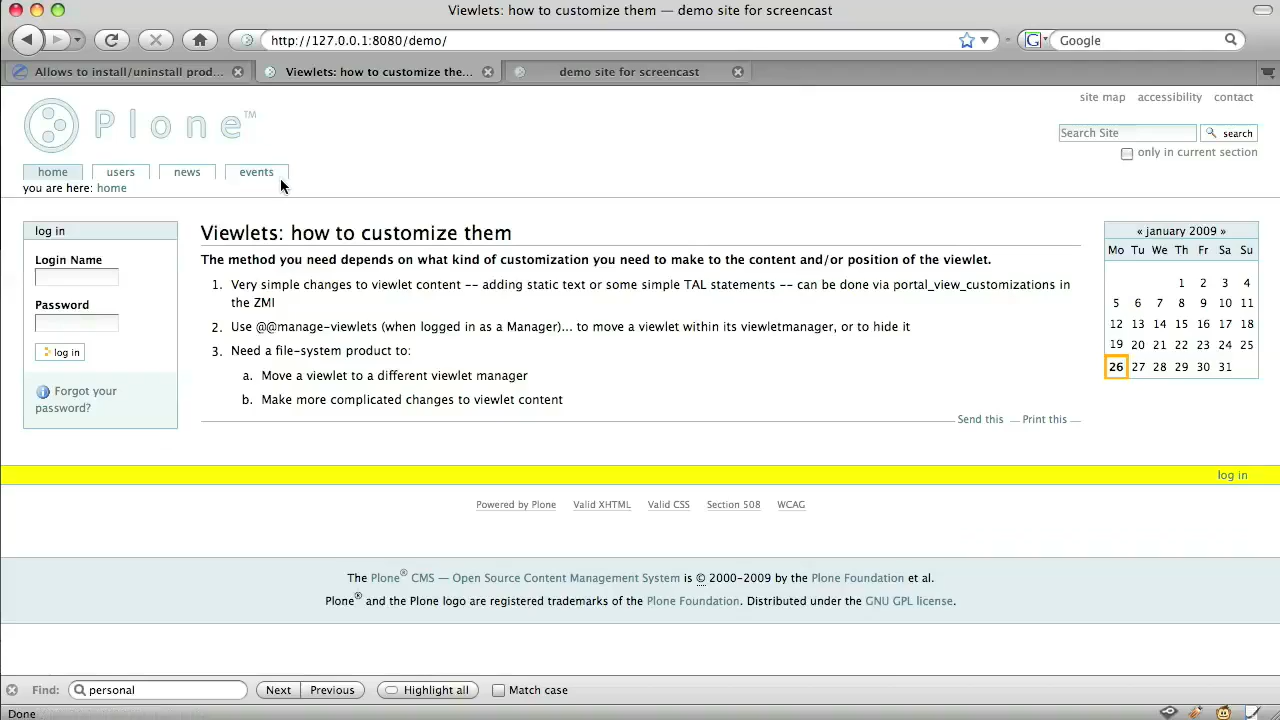 Viewlets: how to customize them — demo site for screencast
http://127.0.0.1:8080/demo/
G Google
Allows to install/uninstall prod...
Viewlets: how to customize the...
demo site for screencast
site map accessibility contact
Plone™
Search Site search
only in current section
home users news events
you are here: home
log in
Login Name
Password
log in
Forgot your
password?
Viewlets: how to customize them
The method you need depends on what kind of customization you need to make to the content and/or position of the viewlet.
1. Very simple changes to viewlet content -- adding static text or some simple TAL statements -- can be done via portal_view_customizations in
the ZMI
2. Use @@manage-viewlets (when logged in as a Manager)... to move a viewlet within its viewletmanager, or to hide it
3. Need a file-system product to:
a. Move a viewlet to a different viewlet manager
b. Make more complicated changes to viewlet content
Send this — Print this —
« january 2009 »
Mo Tu We Th Fr Sa Su
1 2 3 4
5 6 7 8 9 10 11
12 13 14 15 16 17 18
19 20 21 22 23 24 25
26 27 28 29 30 31
log in
Powered by Plone Valid XHTML Valid CSS Section 508 WCAG
The Plone® CMS — Open Source Content Management System is © 2000-2009 by the Plone Foundation et al.
Plone® and the Plone logo are registered trademarks of the Plone Foundation. Distributed under the GNU GPL license.
Find: personal Next Previous Highlight all Match case
Done